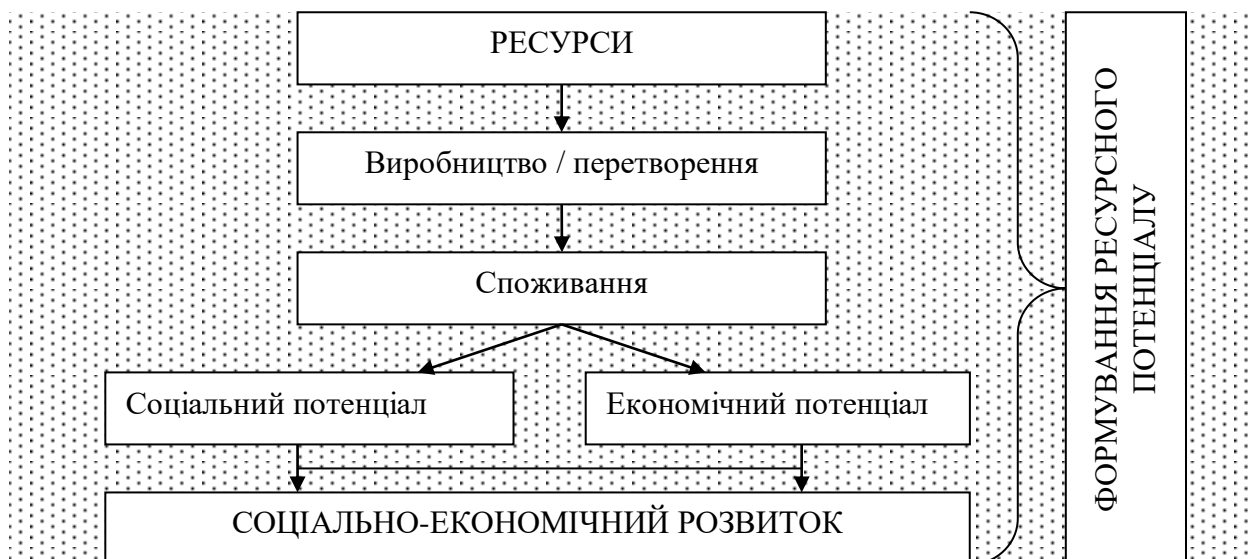 РЕСУРСИ
Виробництво / перетворення
Споживання
Соціальний потенціал
Економічний потенціал
СОЦІАЛЬНО-ЕКОНОМІЧНИЙ РОЗВИТОК
ФОРМУВАННЯ РЕСУРСНОГО
ПОТЕНЦІАЛУ